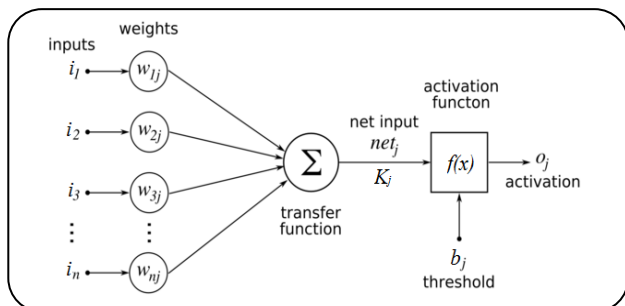 weights
inputs
i1 w1j
i2 w2j
i3 w3j
⋮ ⋮
in wnj
Σ
transfer
function
net input
netj
Kj
activation
functon
f(x)
oj
activation
bj
threshold